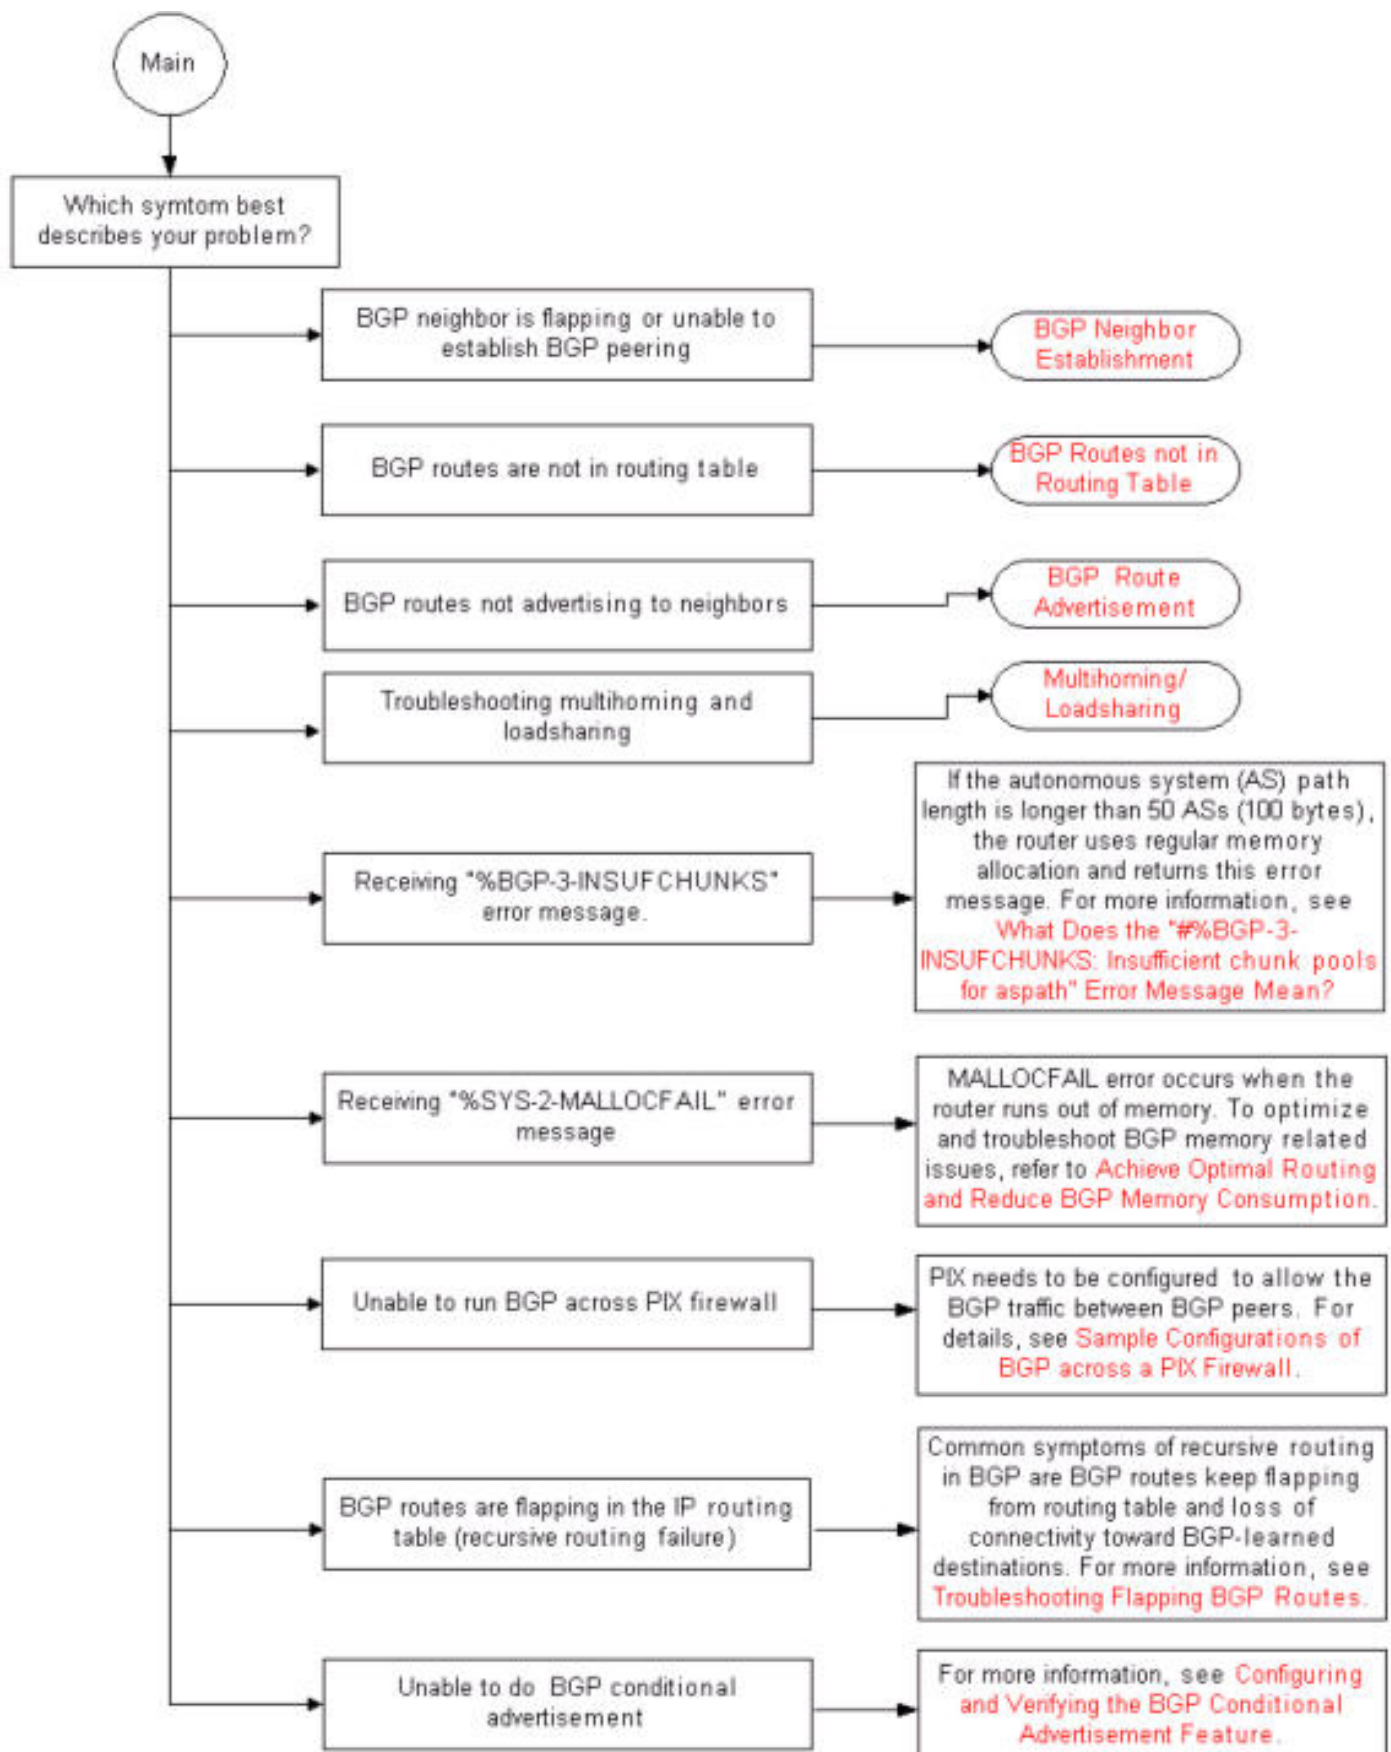 Main
Which symtom best
describes your problem?
BGP neighbor is flapping or unable to
establish BGP peering
BGP Neighbor
Establishment
BGP routes are not in routing table
BGP Routes not in
Routing Table
BGP routes not advertising to neighbors
BGP Route
Advertisement
Troubleshooting multihoming and
loadsharing
Multihoming/
Loadsharing
Receiving "%BGP-3-INSUFCHUNKS"
error message.
If the autonomous system (AS) path
length is longer than 50 ASs (100 bytes),
the router uses regular memory
allocation and returns this error
message. For more information, see
What Does the "#%BGP-3-
INSUFCHUNKS: Insufficient chunk pools
for aspath" Error Message Mean?
Receiving "%SYS-2-MALLOCFAIL" error
message
MALLOCFAIL error occurs when the
router runs out of memory. To optimize
and troubleshoot BGP memory related
issues, refer to Achieve Optimal Routing
and Reduce BGP Memory Consumption.
Unable to run BGP across PIX firewall
PIX needs to be configured to allow the
BGP traffic between BGP peers. For
details, see Sample Configurations of
BGP across a PIX Firewall.
BGP routes are flapping in the IP routing
table (recursive routing failure)
Common symptoms of recursive routing
in BGP are BGP routes keep flapping
from routing table and loss of
connectivity toward BGP-learned
destinations. For more information, see
Troubleshooting Flapping BGP Routes.
Unable to do BGP conditional
advertisement
For more information, see Configuring
and Verifying the BGP Conditional
Advertisement Feature.